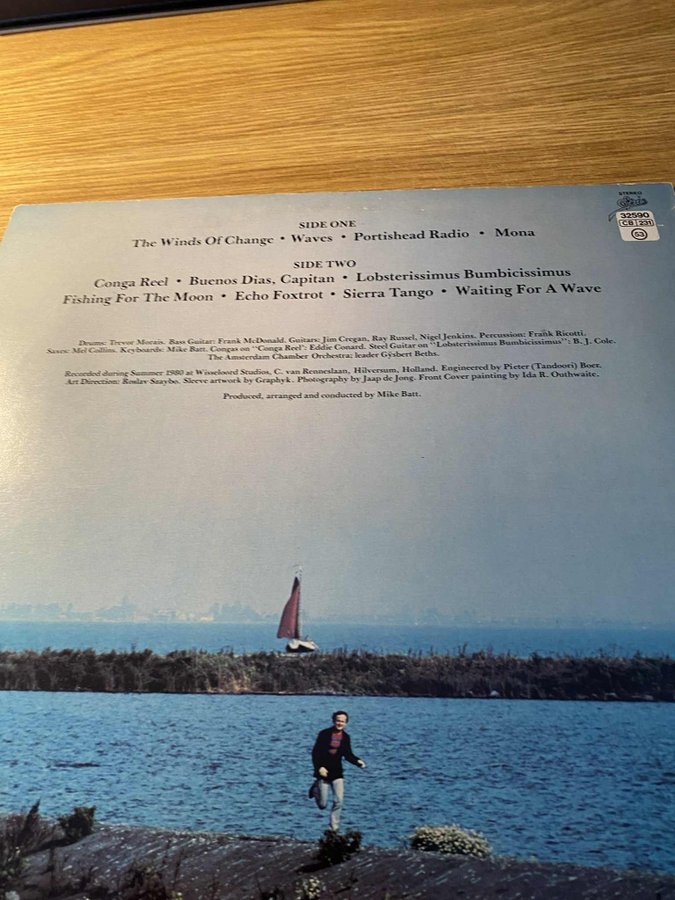 STEREO
Epic
32590
CB 231
53
SIDE ONE
The Winds Of Change • Waves • Portishead Radio • Mona
SIDE TWO
Conga Reel • Buenos Dias, Capitan • Lobsterissimus Bumbicissimus
Fishing For The Moon • Echo Foxtrot • Sierra Tango • Waiting For A Wave
Drums: Trevor Morais. Bass Guitar: Frank McDonald. Guitars: Jim Cregan, Ray Russel, Nigel Jenkins. Percussion: Frank Ricotti.
Saxes: Mel Collins. Keyboards: Mike Batt. Congas on "Conga Reel": Eddie Conard. Steel Guitar on "Lobsterissimus Bumbicissimus": B. J. Cole.
The Amsterdam Chamber Orchestra: leader Gÿsbert Beths.
Recorded during Summer 1980 at Wisseloord Studios, C. van Renneslaan, Hilversum, Holland. Engineered by Pieter (Tandoori) Boer.
Art Direction: Roslav Szaybo. Sleeve artwork by Graphyk. Photography by Jaap de Jong. Front Cover painting by Ida R. Outhwaite.
Produced, arranged and conducted by Mike Batt.